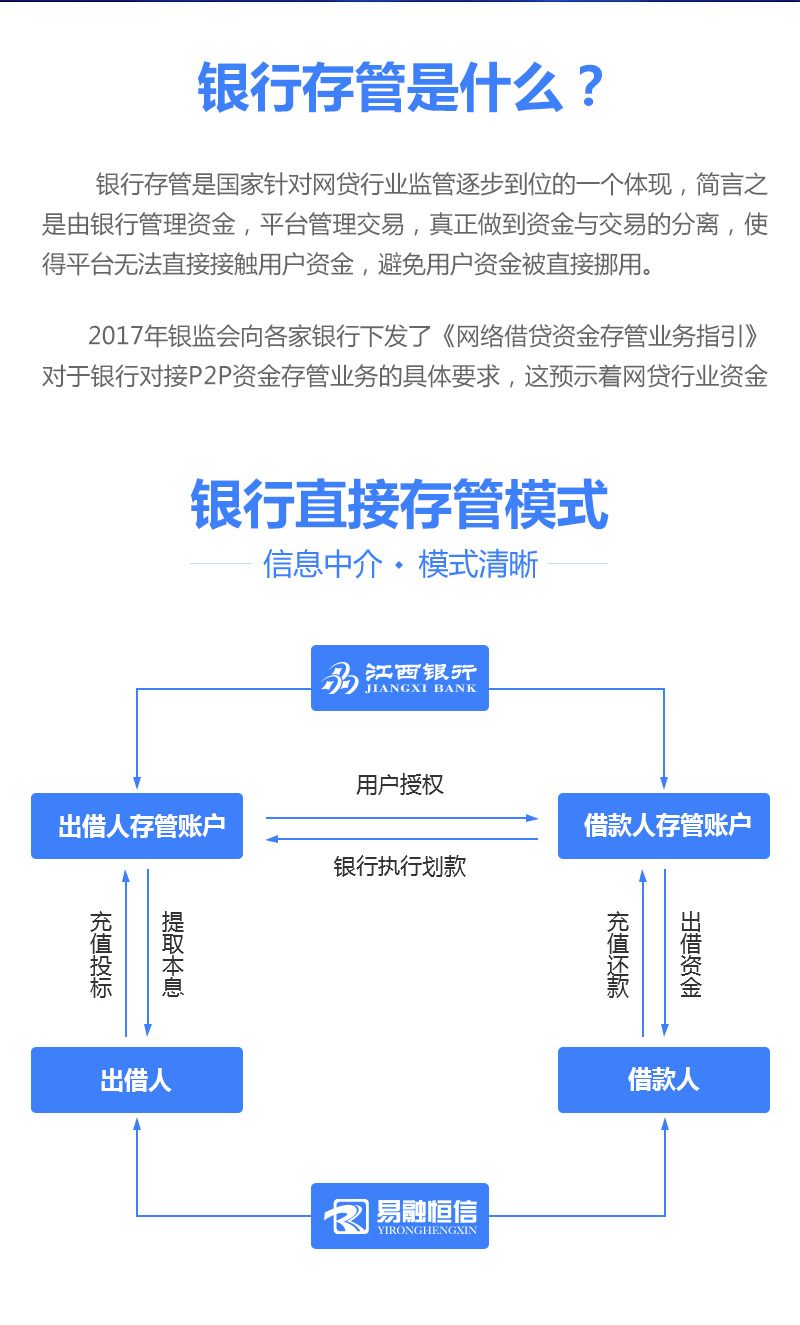 银行存管是什么？
银行存管是国家针对网贷行业监管逐步到位的一个体现，简言之
是由银行管理资金，平台管理交易，真正做到资金与交易的分离，使
得平台无法直接接触用户资金，避免用户资金被直接挪用。
2017年银监会向各家银行下发了《网络借贷资金存管业务指引》
对于银行对接P2P资金存管业务的具体要求，这预示着网贷行业资金
银行直接存管模式
信息中介 · 模式清晰
江西银行
JIANGXI BANK
用户授权
出借人存管账户
借款人存管账户
银行执行划款
充值投标
提取本息
充值还款
出借资金
出借人
借款人
易融恒信
YIRONGHENGXIN